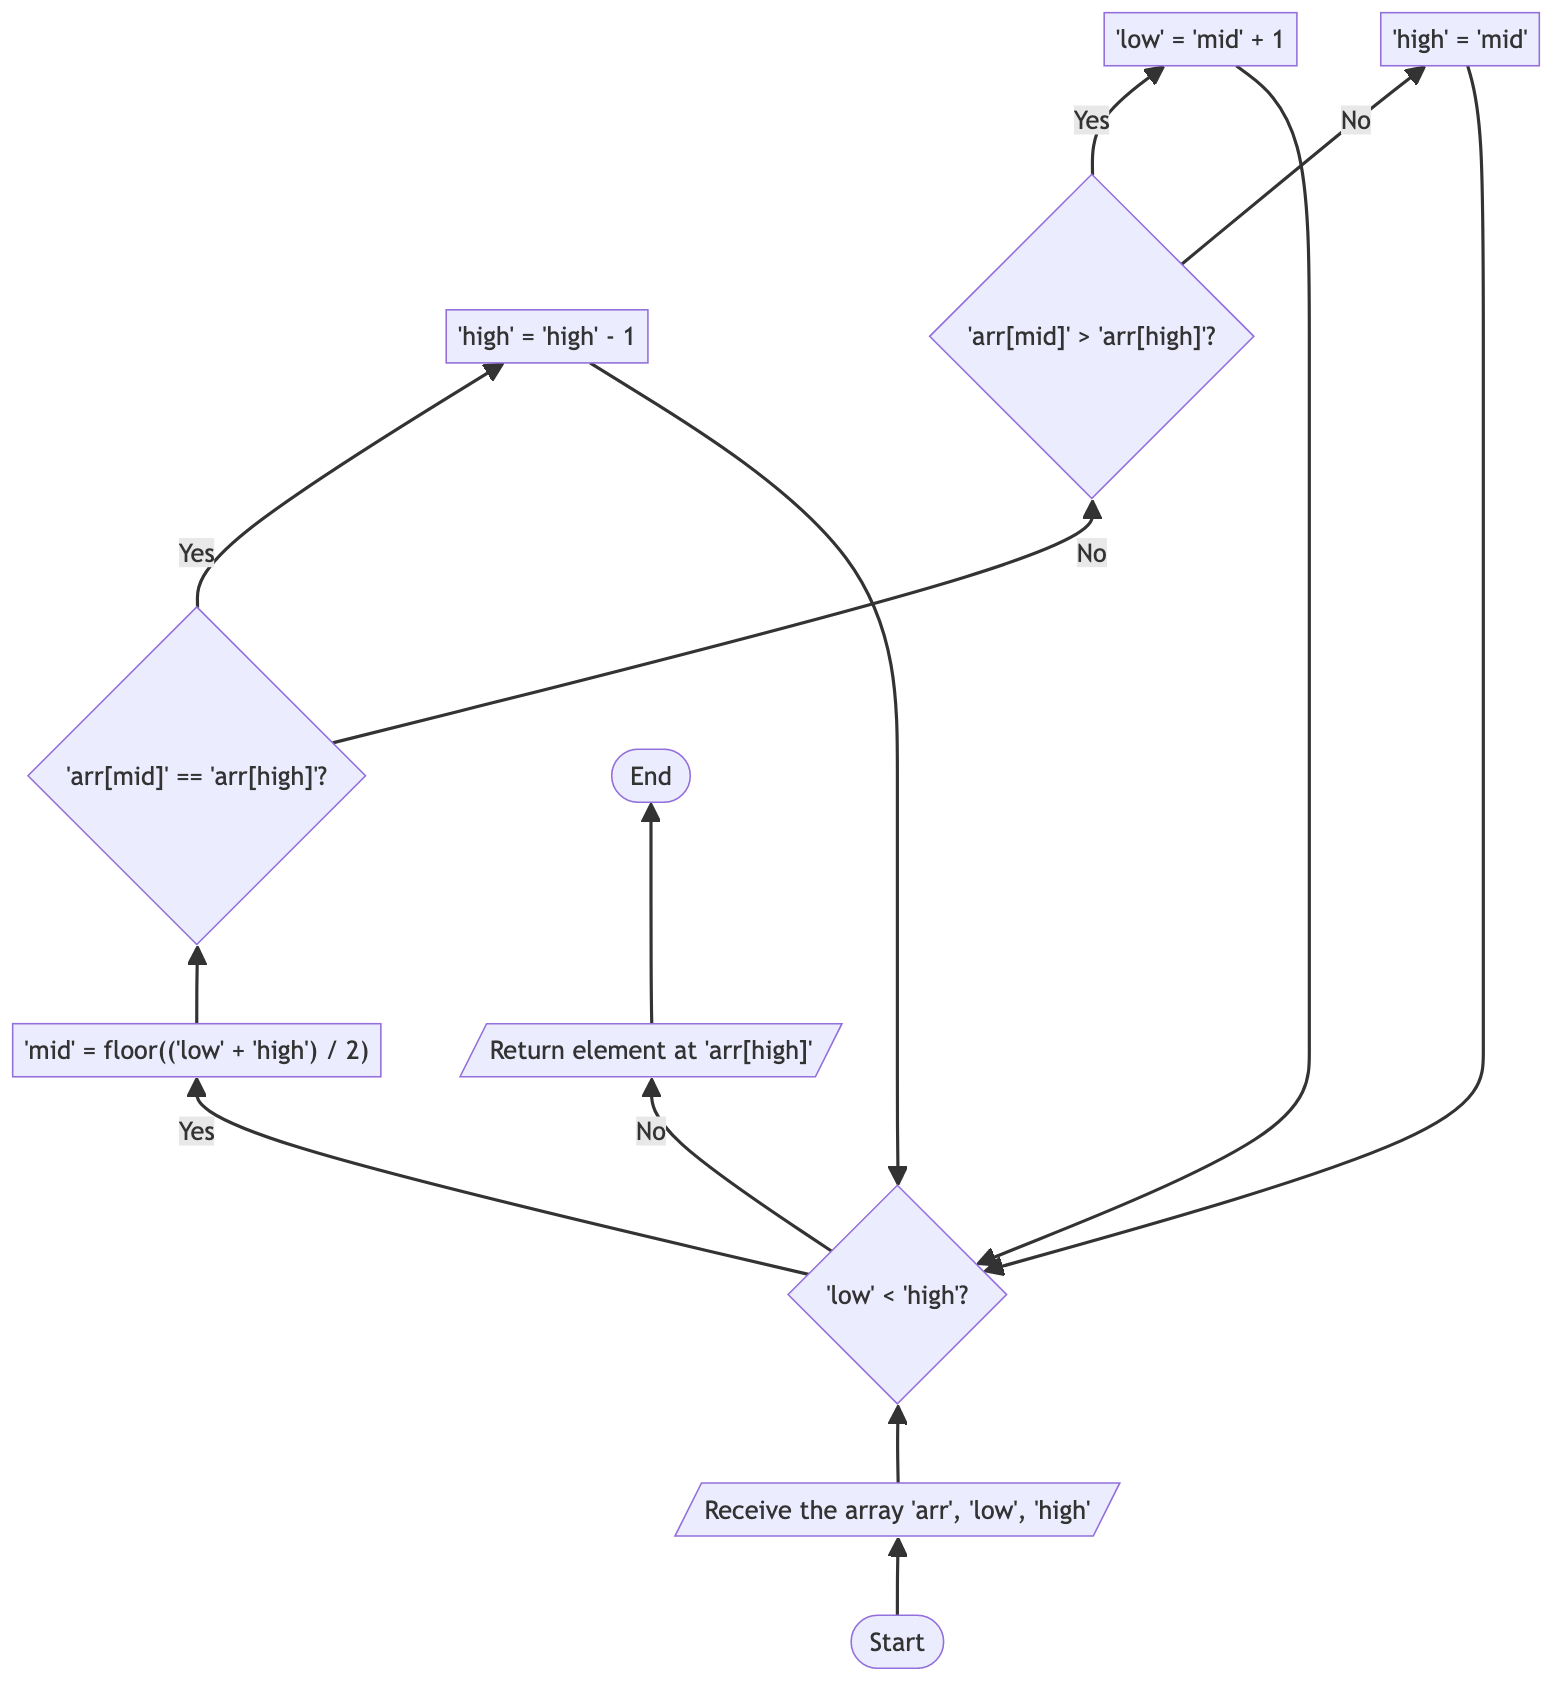 'low' = 'mid' + 1
'high' = 'mid'
Yes
No
'high' = 'high' - 1
'arr[mid]' > 'arr[high]'?
Yes
No
'arr[mid]' == 'arr[high]'?
End
'mid' = floor(('low' + 'high') / 2)
Return element at 'arr[high]'
Yes
No
'low' < 'high'?
Receive the array 'arr', 'low', 'high'
Start